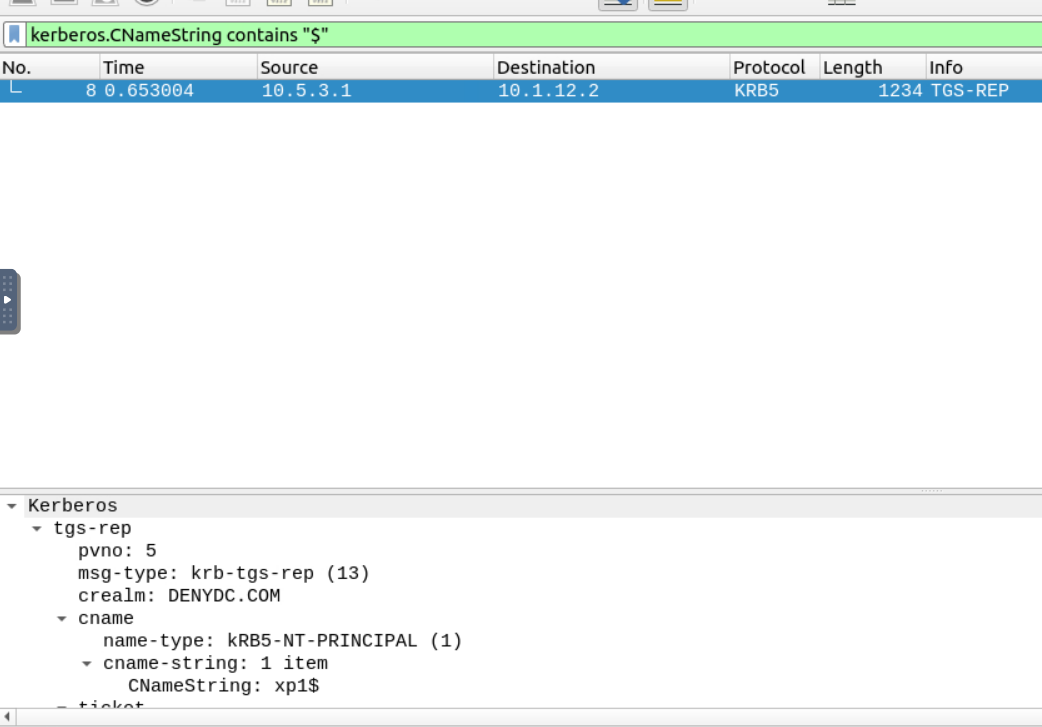 kerberos.CNameString contains "$"
No. Time Source Destination Protocol Length Info
8 0.653004 10.5.3.1 10.1.12.2 KRB5 1234 TGS-REP
Kerberos
tgs-rep
pvno: 5
msg-type: krb-tgs-rep (13)
crealm: DENYDC.COM
cname
name-type: kRB5-NT-PRINCIPAL (1)
cname-string: 1 item
CNameString: xp1$
ticket